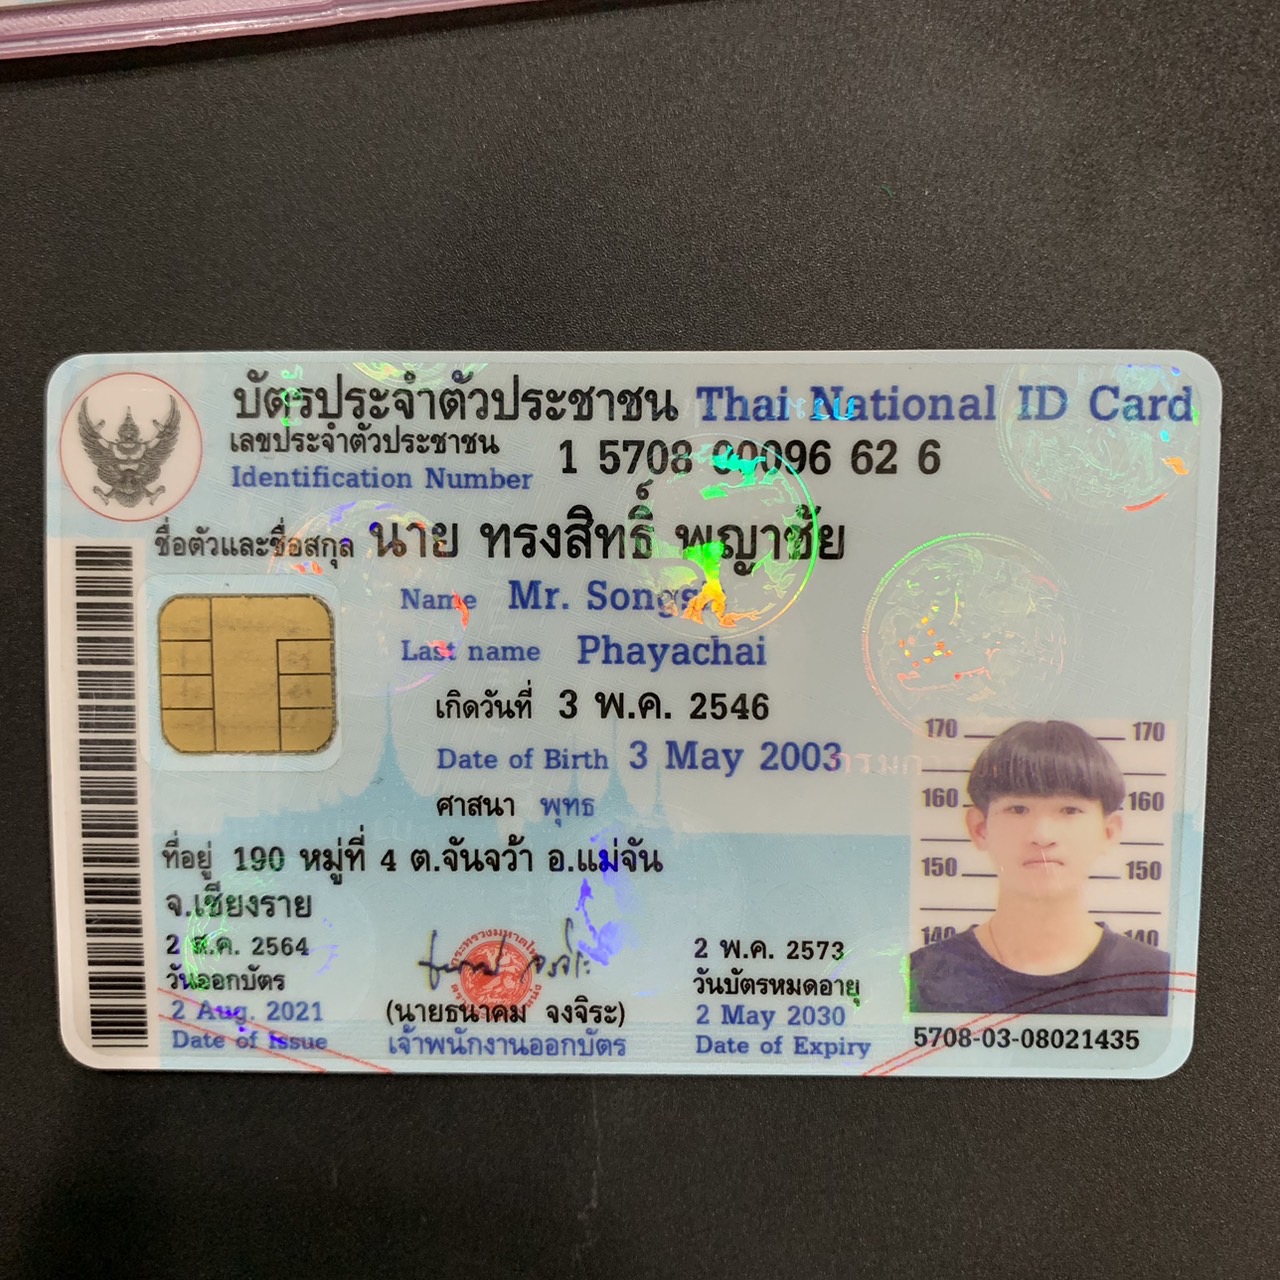 บัตรประจำตัวประชาชน Thai National ID Card
เลขประจำตัวประชาชน
Identification Number 1 5708 00096 62 6
ชื่อตัวและชื่อสกุล นาย ทรงสิทธิ์ พญาชัย
Name Mr.
Last name Phayachai
เกิดวันที่ 3 พ.ค. 2546
Date of Birth 3 May 2003
ศาสนา พุทธ
ที่อยู่ 190 หมู่ที่ 4 ต.จันจว้า อ.แม่จัน
จ.เชียงราย
2 ส.ค. 2564
วันออกบัตร
2 Aug. 2021
Date of Issue
(นายธนาคม จงจิระ)
เจ้าพนักงานออกบัตร
2 พ.ค. 2573
วันบัตรหมดอายุ
2 May 2030
Date of Expiry
170 170
160 160
150 150
140 140
5708-03-08021435